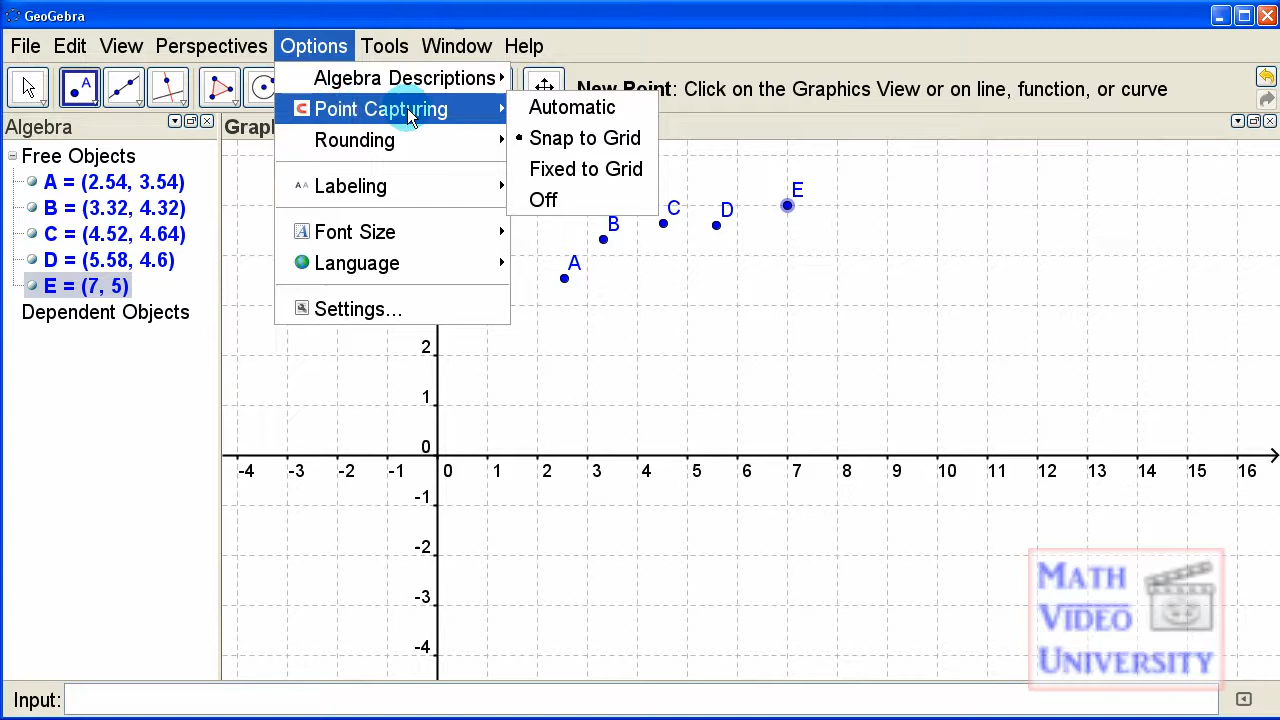 GeoGebra
File Edit View Perspectives Options Tools Window Help
New Point: Click on the Graphics View or on line, function, or curve
Algebra Descriptions
Point Capturing
Rounding
Labeling
Font Size
Language
Settings...
Automatic
Snap to Grid
Fixed to Grid
Off
Algebra
Free Objects
A = (2.54, 3.54)
B = (3.32, 4.32)
C = (4.52, 4.64)
D = (5.58, 4.6)
E = (7, 5)
Dependent Objects
A
B
C
D
E
2
1
0
-4 -3 -2 -1 0 1 2 3 4 5 6 7 8 9 10 11 12 13 14 15 16
-1
-2
-3
-4
MATH
VIDEO
UNIVERSITY
Input: